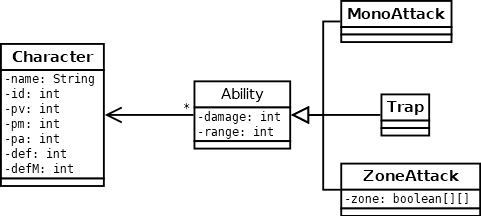 Character
-name: String
-id: int
-pv: int
-pm: int
-pa: int
-def: int
-defM: int
*
Ability
-damage: int
-range: int
MonoAttack
Trap
ZoneAttack
-zone: boolean[][]